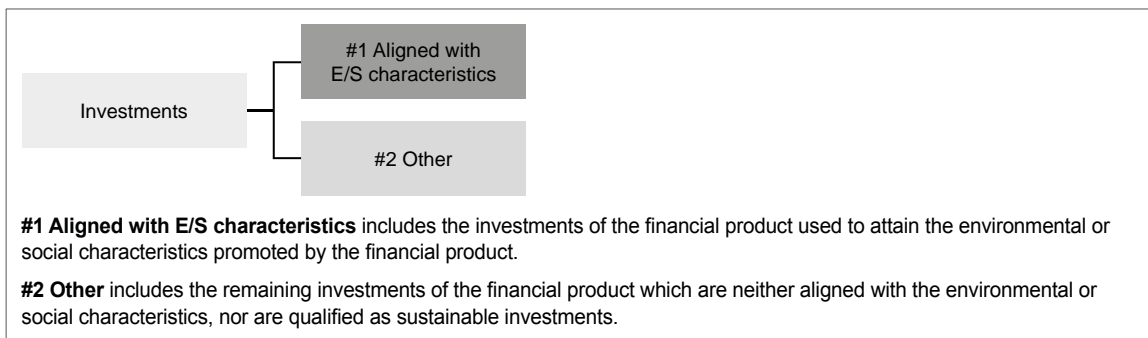 #1 Aligned with
E/S characteristics
Investments
#2 Other
#1 Aligned with E/S characteristics includes the investments of the financial product used to attain the environmental or
social characteristics promoted by the financial product.
#2 Other includes the remaining investments of the financial product which are neither aligned with the environmental or
social characteristics, nor are qualified as sustainable investments.